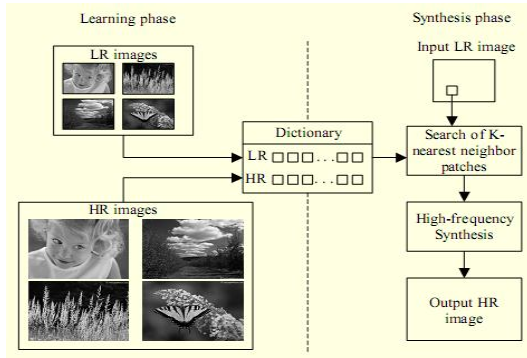 Learning phase
LR images
HR images
Dictionary
LR ...
HR ...
Synthesis phase
Input LR image
Search of K-
nearest neighbor
patches
High-frequency
Synthesis
Output HR
image